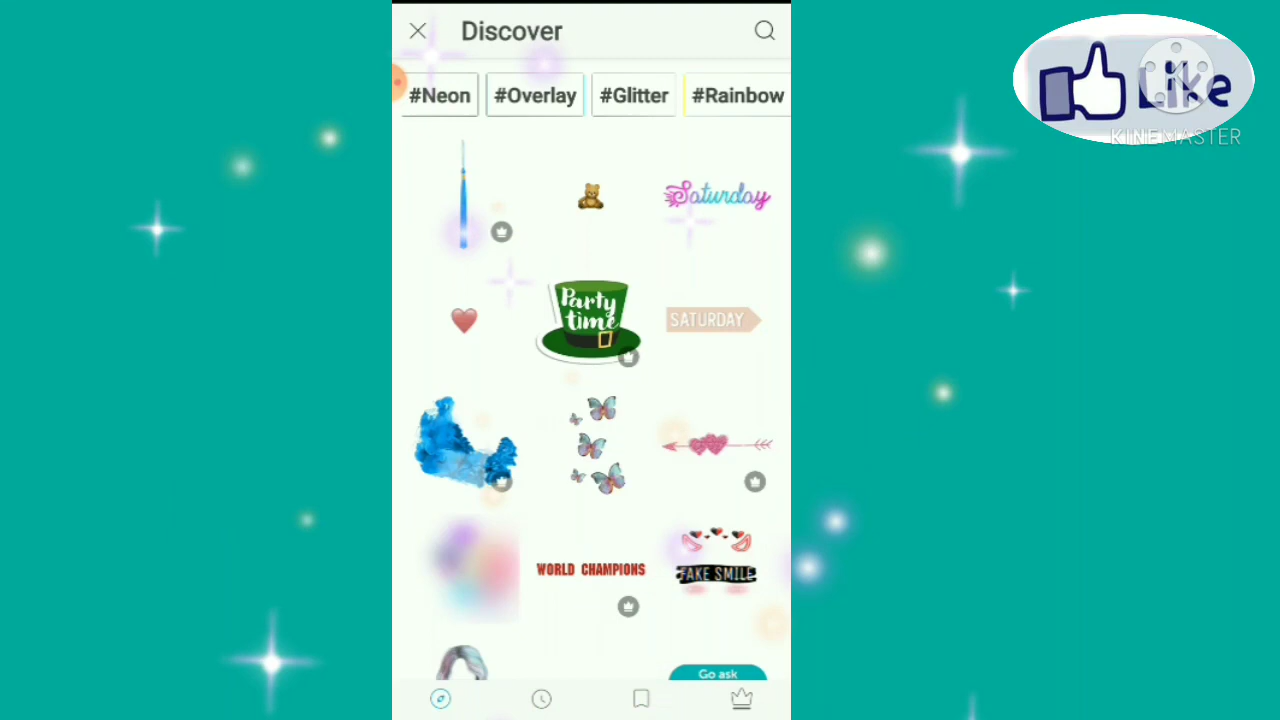 Discover
#Neon #Overlay #Glitter #Rainbow
Like
KINEMASTER
Saturday
Party
time
SATURDAY
WORLD CHAMPIONS
FAKE SMILE
Go ask